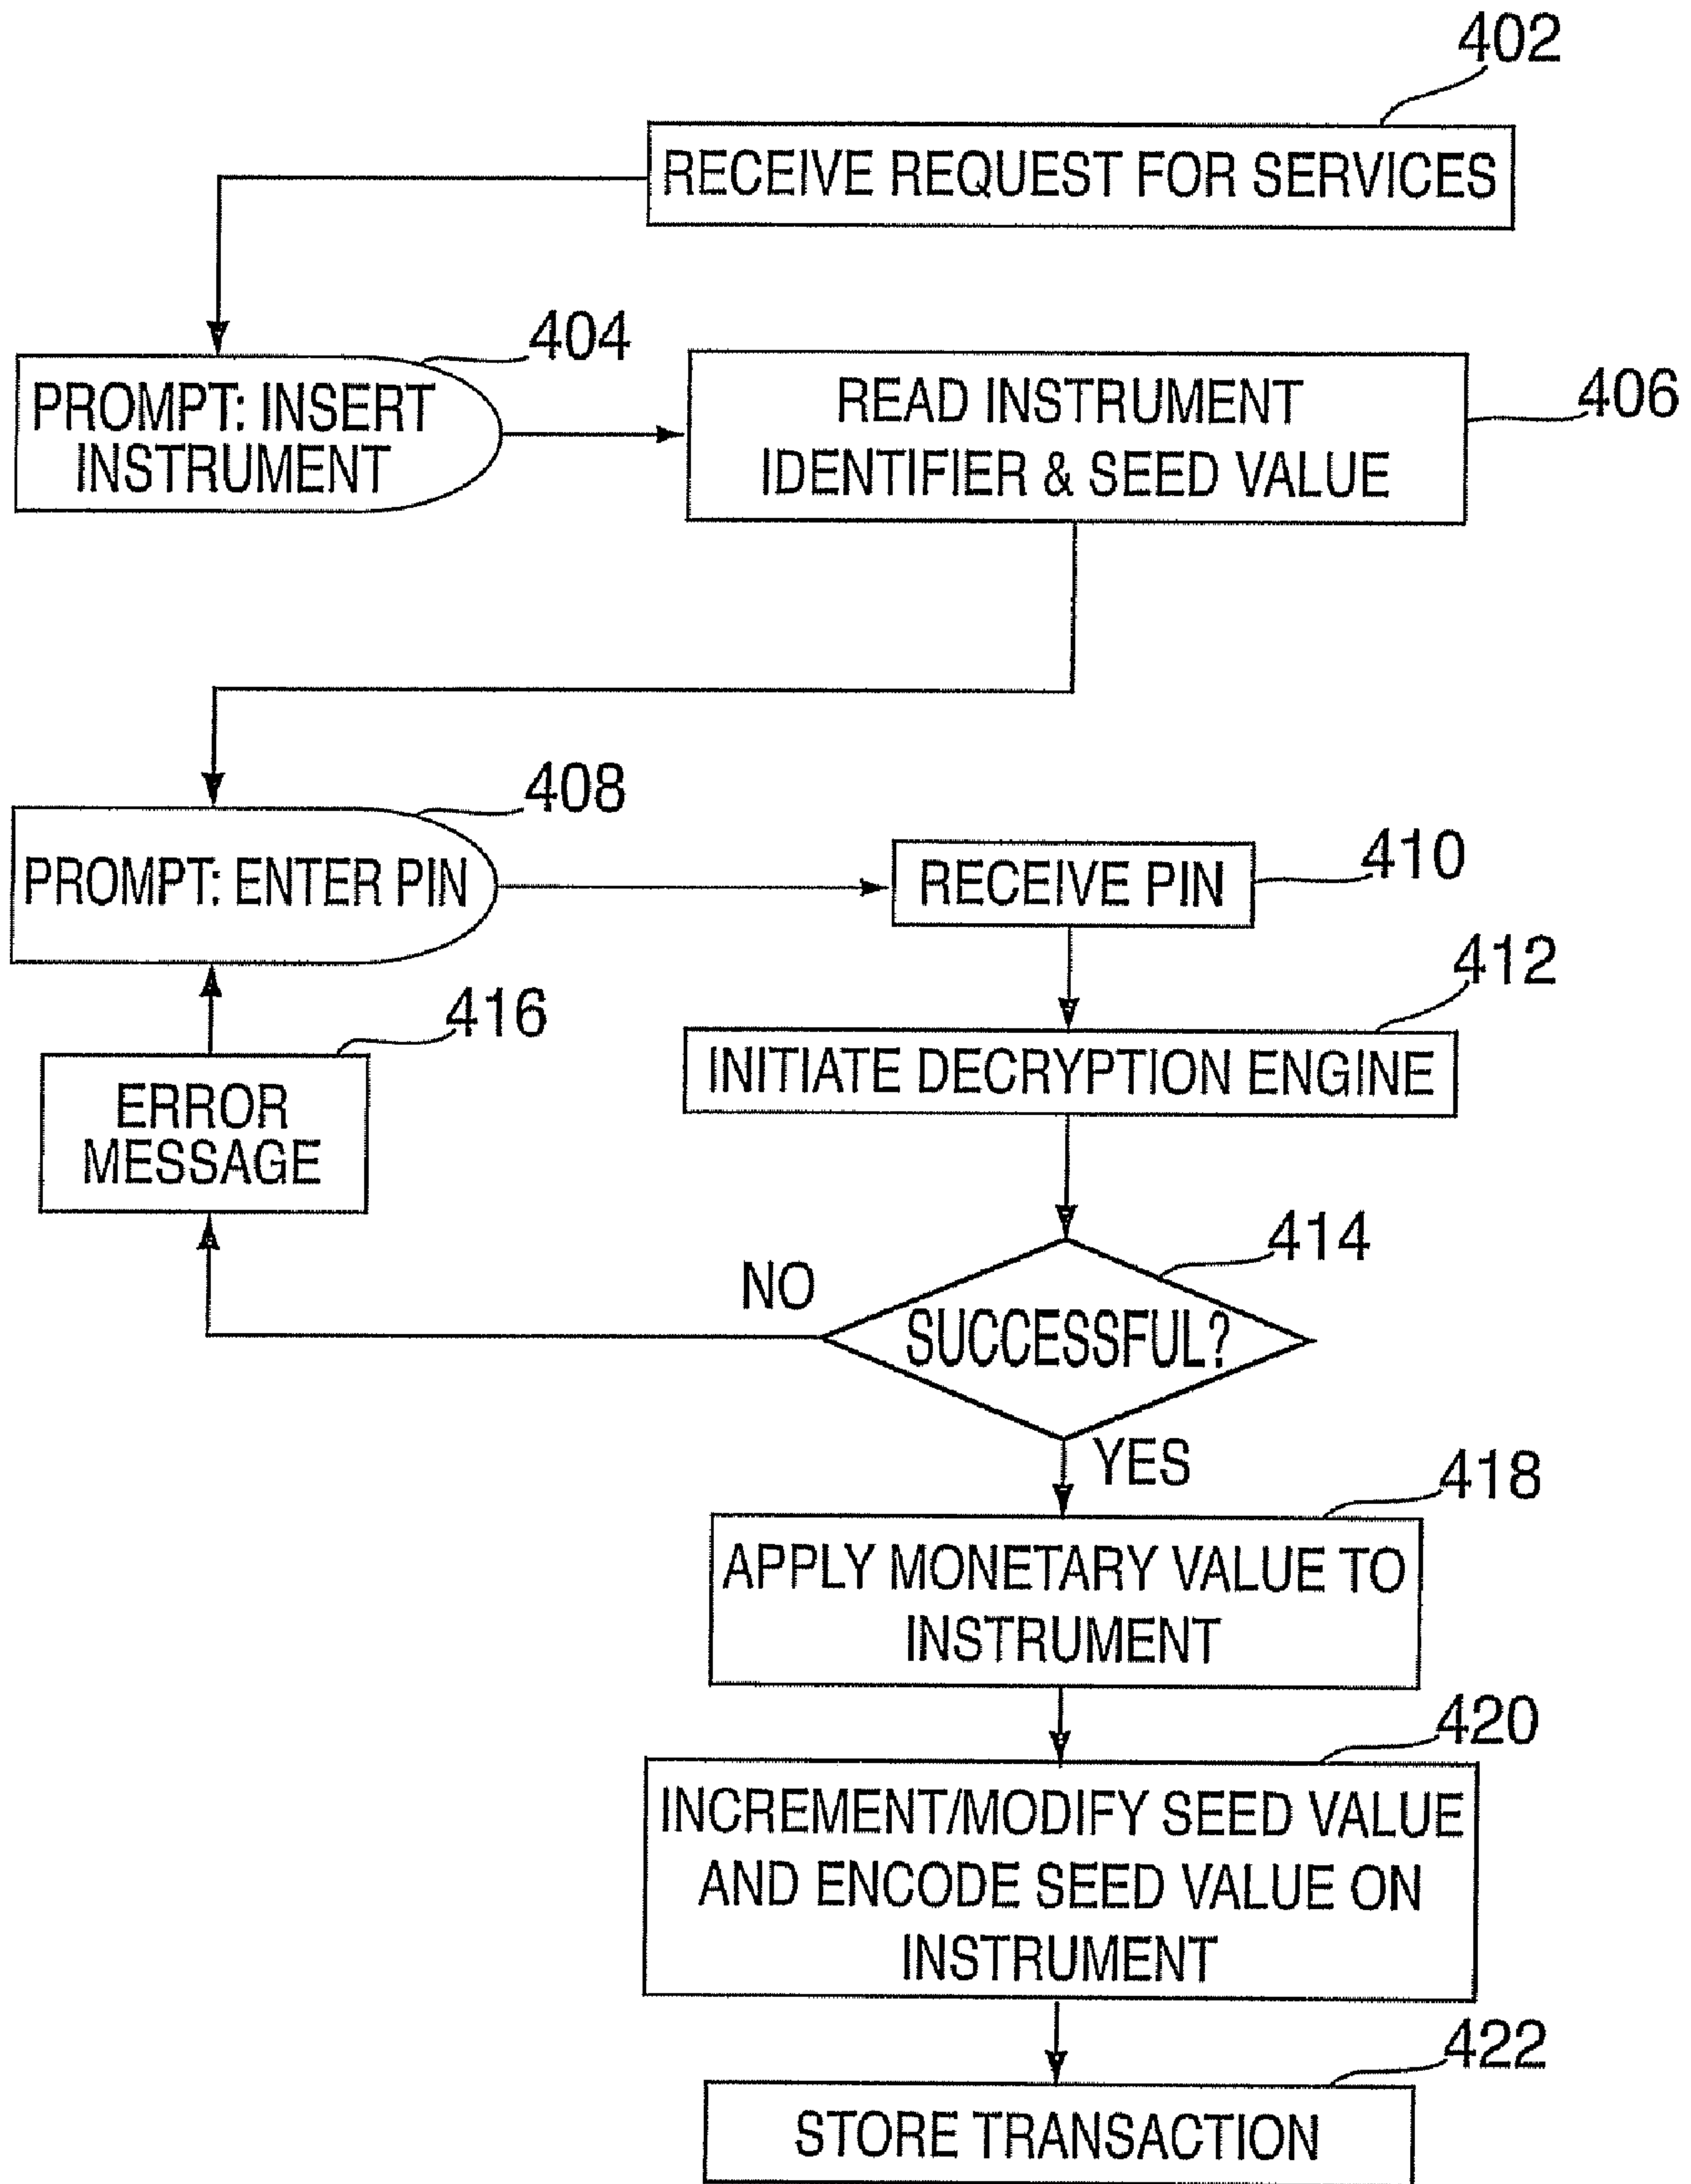 402
RECEIVE REQUEST FOR SERVICES
404
PROMPT: INSERT
INSTRUMENT
406
READ INSTRUMENT
IDENTIFIER & SEED VALUE
408
PROMPT: ENTER PIN
410
RECEIVE PIN
412
INITIATE DECRYPTION ENGINE
416
ERROR
MESSAGE
414
NO
SUCCESSFUL?
YES
418
APPLY MONETARY VALUE TO
INSTRUMENT
420
INCREMENT/MODIFY SEED VALUE
AND ENCODE SEED VALUE ON
INSTRUMENT
422
STORE TRANSACTION